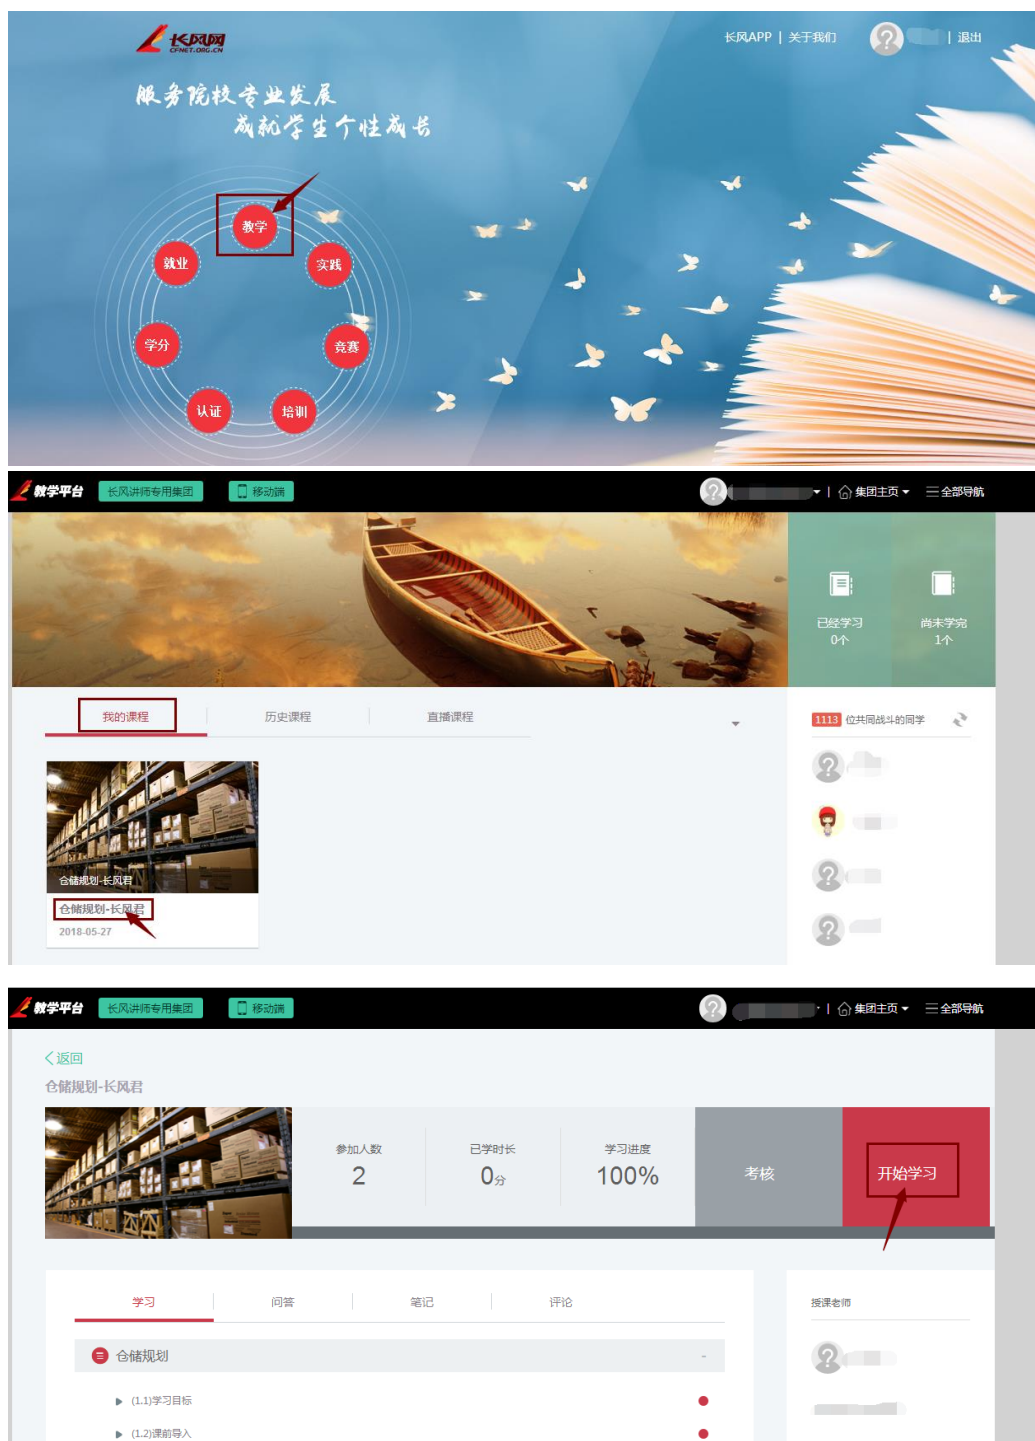 长风网
CFNET.ORG.CN
长风APP | 关于我们
| 退出
服务院校专业发展
成就学生个性成长
教学
就业
实践
学分
竞赛
认证
培训
教学平台
长风讲师专用集团
移动端
| 集团主页
全部导航
已经学习
0个
尚未学完
1个
我的课程
历史课程
直播课程
1113 位共同战斗的同学
仓储规划-长风君
仓储规划-长风君
2018-05-27
教学平台
长风讲师专用集团
移动端
| 集团主页
全部导航
返回
仓储规划-长风君
参加人数
2
已学时长
0分
学习进度
100%
考核
开始学习
学习
问答
笔记
评论
授课老师
仓储规划
(1.1)学习目标
(1.2)课前导入